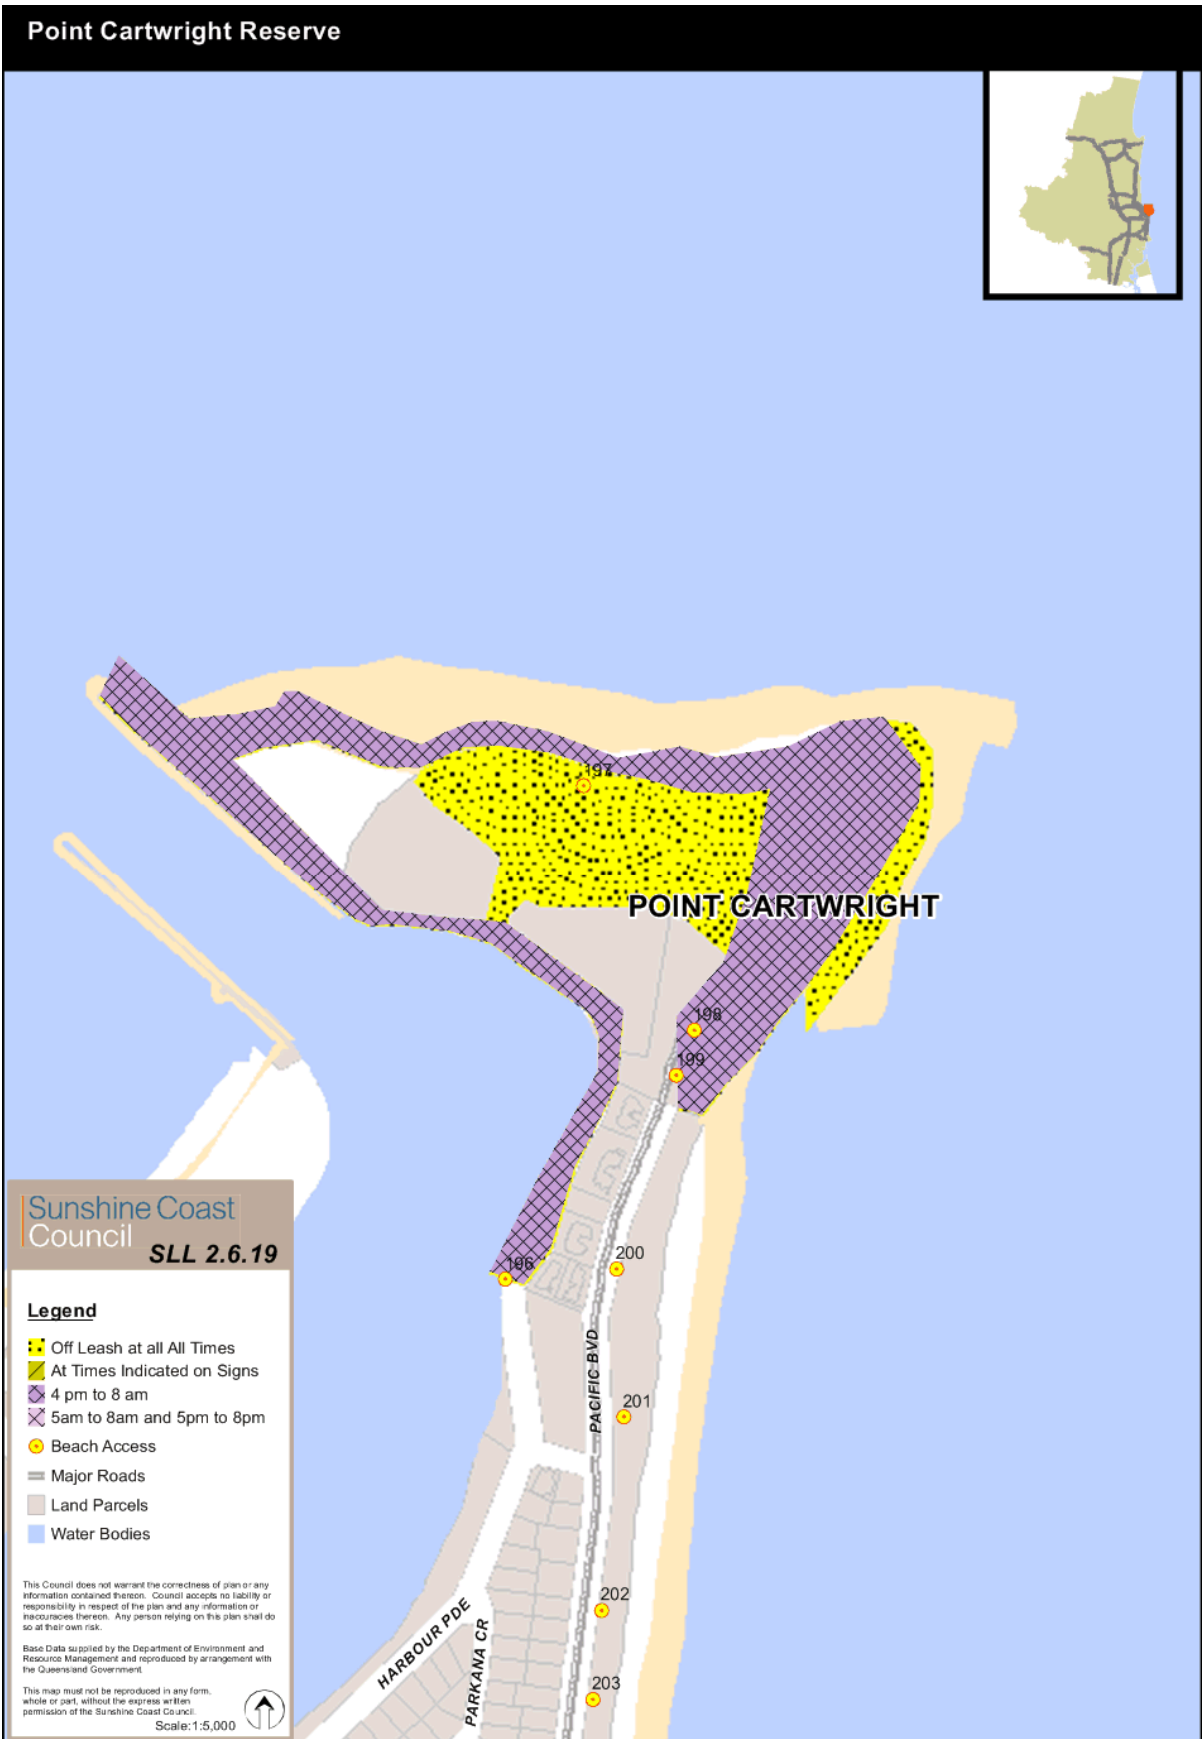 Point Cartwright Reserve
197
POINT CARTWRIGHT
198
199
196
200
PACIFIC BVD
201
202
HARBOUR PDE
PARKANA CR
203
Sunshine Coast
Council
SLL 2.6.19
Legend
Off Leash at all All Times
At Times Indicated on Signs
4 pm to 8 am
5am to 8am and 5pm to 8pm
Beach Access
Major Roads
Land Parcels
Water Bodies
This Council does not warrant the correctness of plan or any
information contained thereon. Council accepts no liability or
responsibility in respect of the plan and any information or
inaccuracies thereon. Any person relying on this plan shall do
so at their own risk.
Base Data supplied by the Department of Environment and
Resource Management and reproduced by arrangement with
the Queensland Government
This map must not be reproduced in any form,
whole or part, without the express written
permission of the Sunshine Coast Council.
Scale:1:5,000